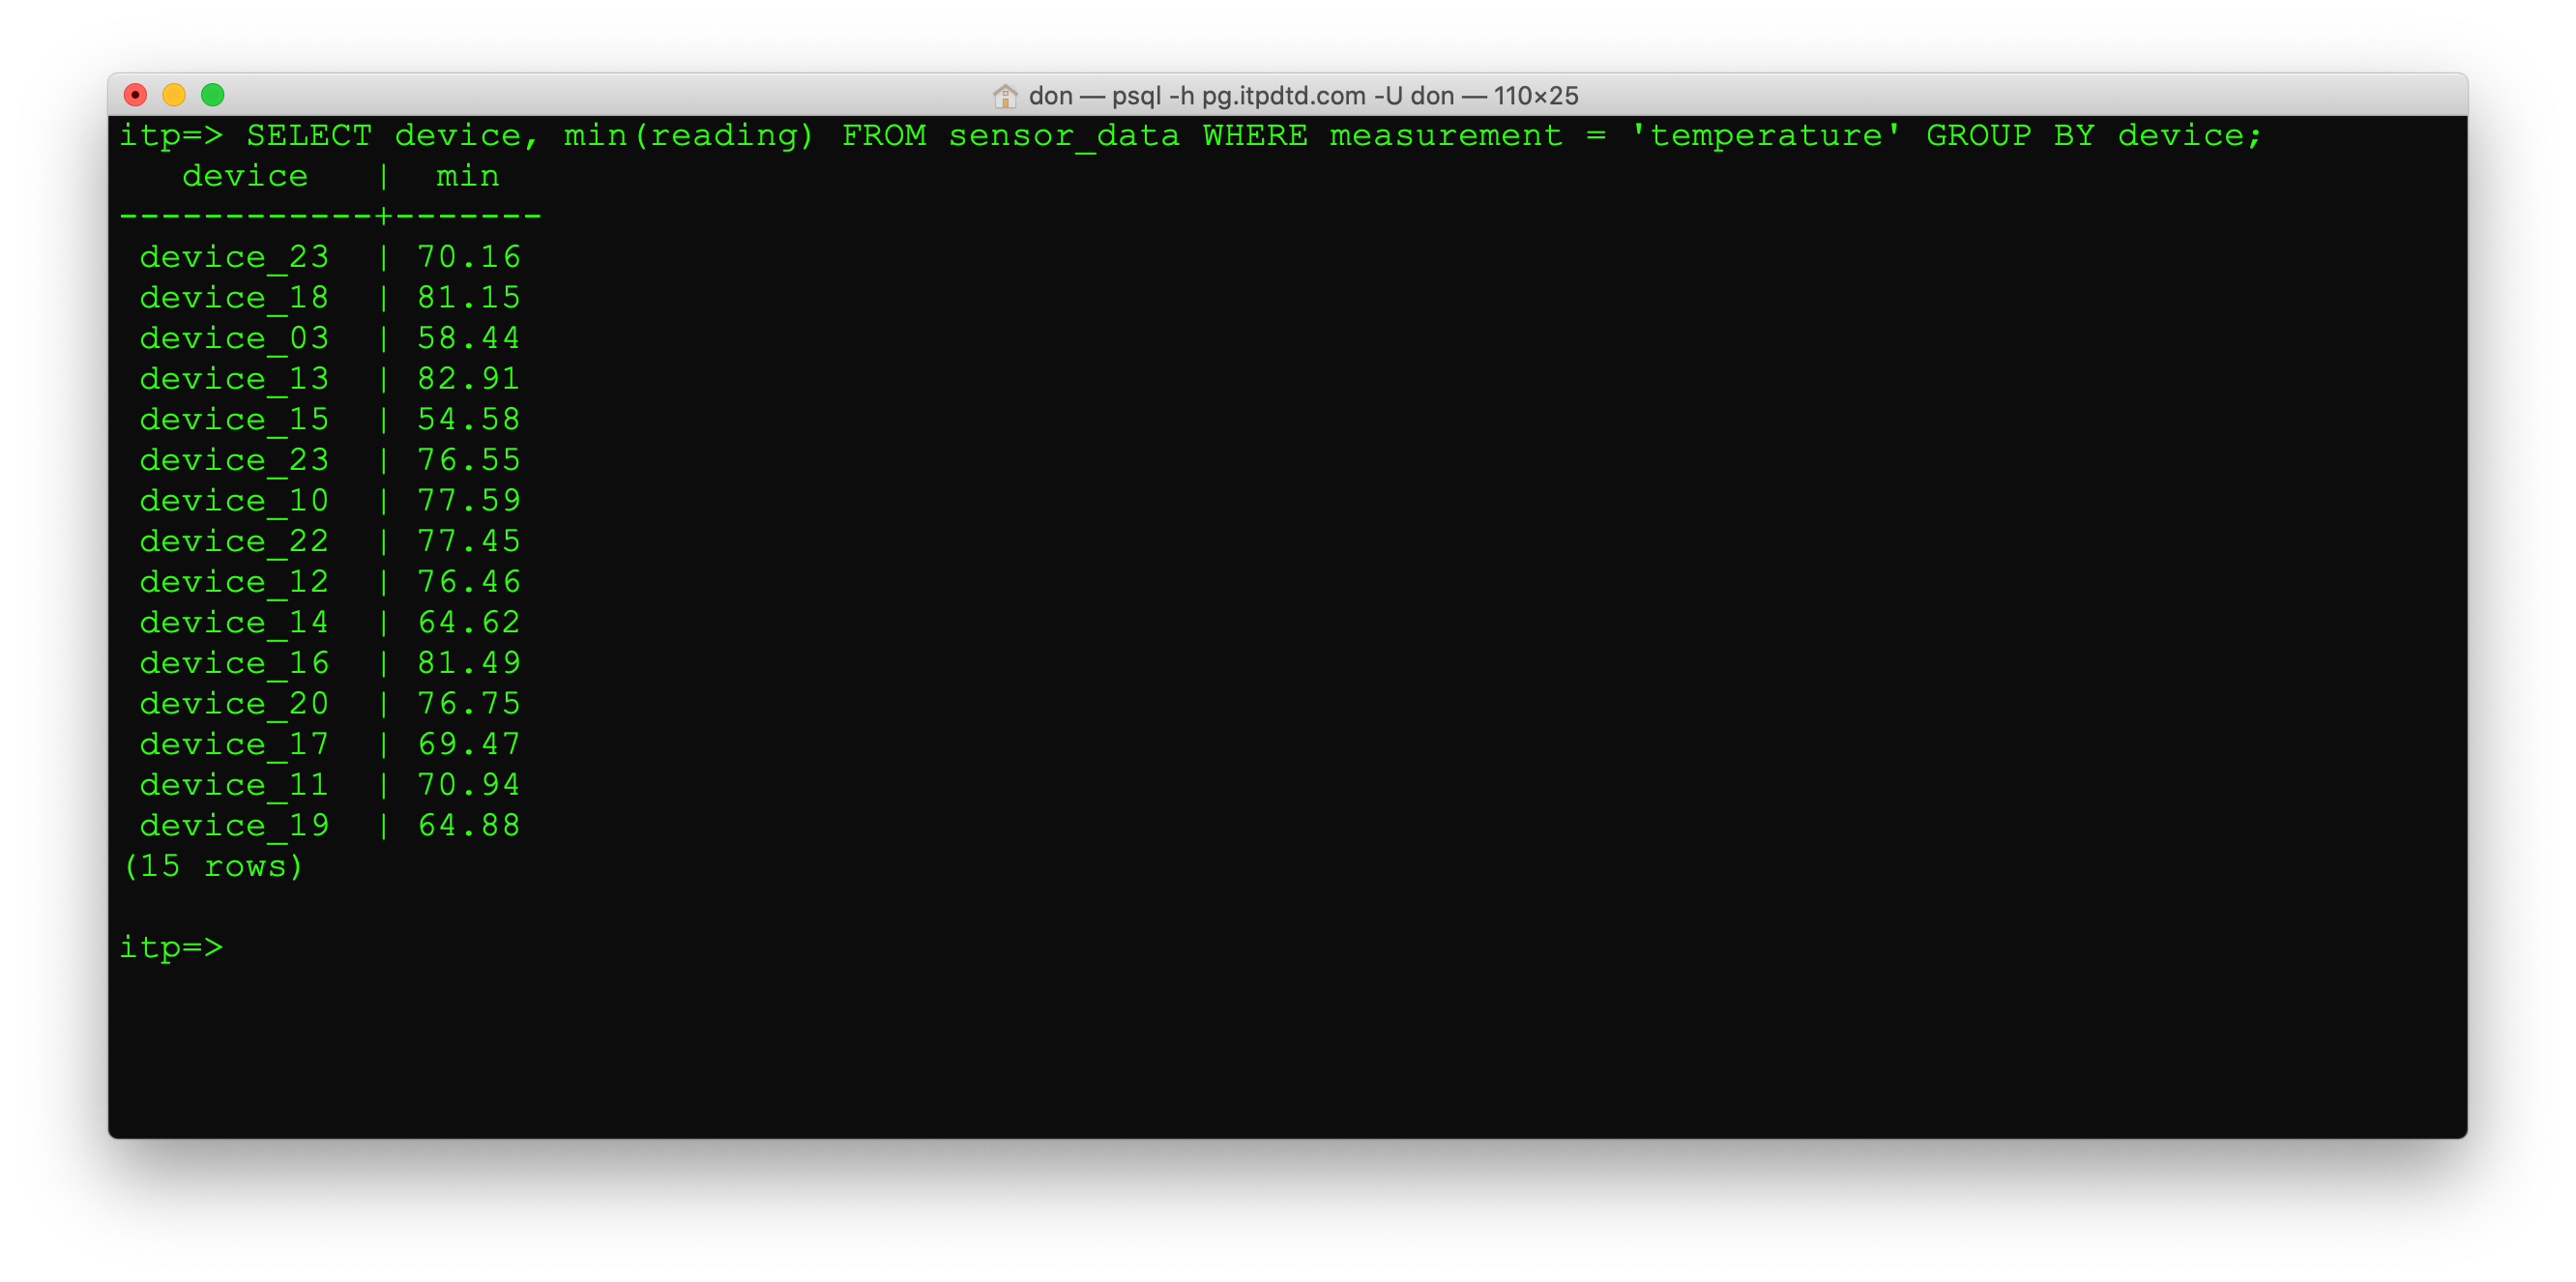 don — psql -h pg.itpdtd.com -U don — 110×25
itp=> SELECT device, min(reading) FROM sensor_data WHERE measurement = 'temperature' GROUP BY device;
   device   |  min
------------+-------
 device_23  | 70.16
 device_18  | 81.15
 device_03  | 58.44
 device_13  | 82.91
 device_15  | 54.58
 device_23  | 76.55
 device_10  | 77.59
 device_22  | 77.45
 device_12  | 76.46
 device_14  | 64.62
 device_16  | 81.49
 device_20  | 76.75
 device_17  | 69.47
 device_11  | 70.94
 device_19  | 64.88
(15 rows)
itp=>